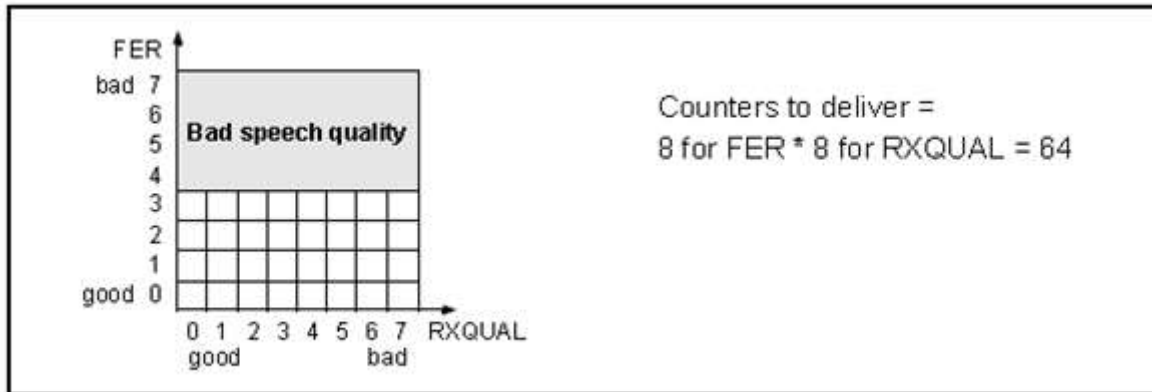 FER
bad 7
6
5
4
3
2
1
good 0
Bad speech quality
0 1 2 3 4 5 6 7 RXQUAL
good bad
Counters to deliver =
8 for FER * 8 for RXQUAL = 64